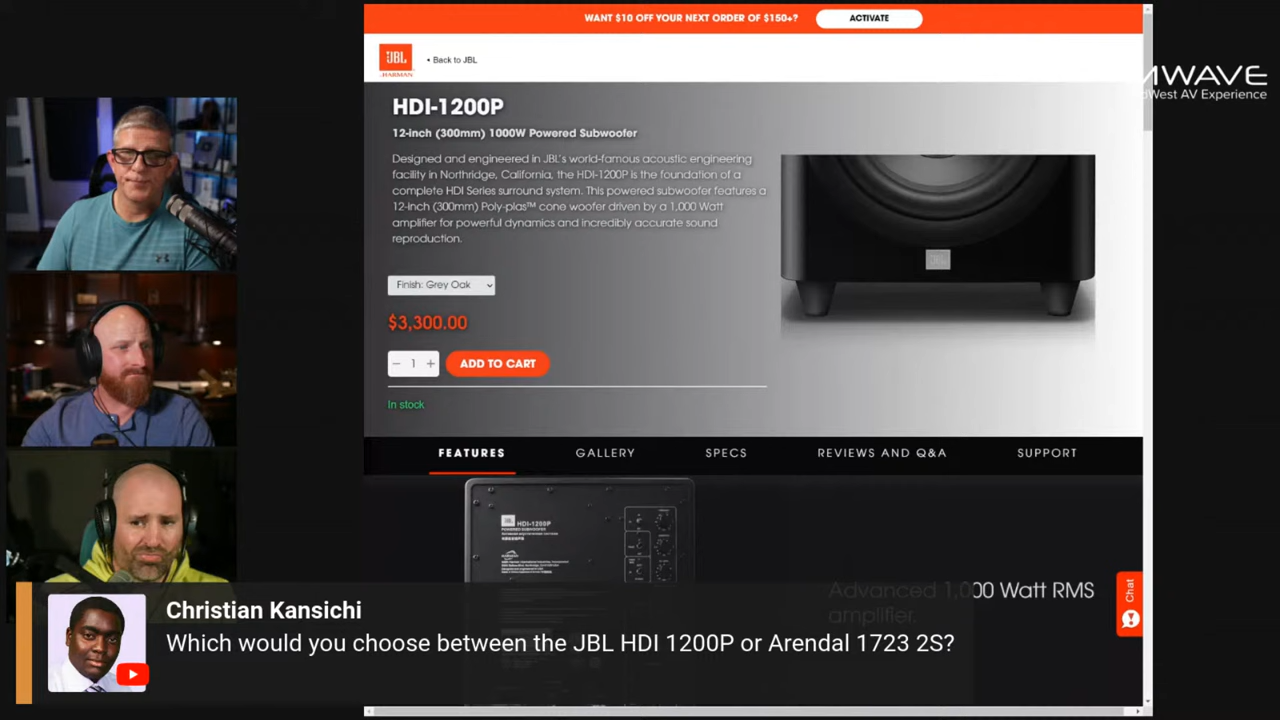 WANT $10 OFF YOUR NEXT ORDER OF $150+?
ACTIVATE
JBL
HARMAN
Back to JBL
MWAVE
dWest AV Experience
HDI-1200P
12-inch (300mm) 1000W Powered Subwoofer
Designed and engineered in JBL's world-famous acoustic engineering
facility in Northridge, California, the HDI-1200P is the foundation of a
complete HDI Series surround system. This powered subwoofer features a
12-inch (300mm) Poly-plas™ cone woofer driven by a 1,000 Watt
amplifier for powerful dynamics and incredibly accurate sound
reproduction.
JBL
Finish: Grey Oak
$3,300.00
− 1 +
ADD TO CART
In stock
FEATURES GALLERY SPECS REVIEWS AND Q&A SUPPORT
JBL HDI-1200P
POWERED SUBWOOFER
Advanced 1,000 Watt RMS
amplifier.
Chat
Christian Kansichi
Which would you choose between the JBL HDI 1200P or Arendal 1723 2S?